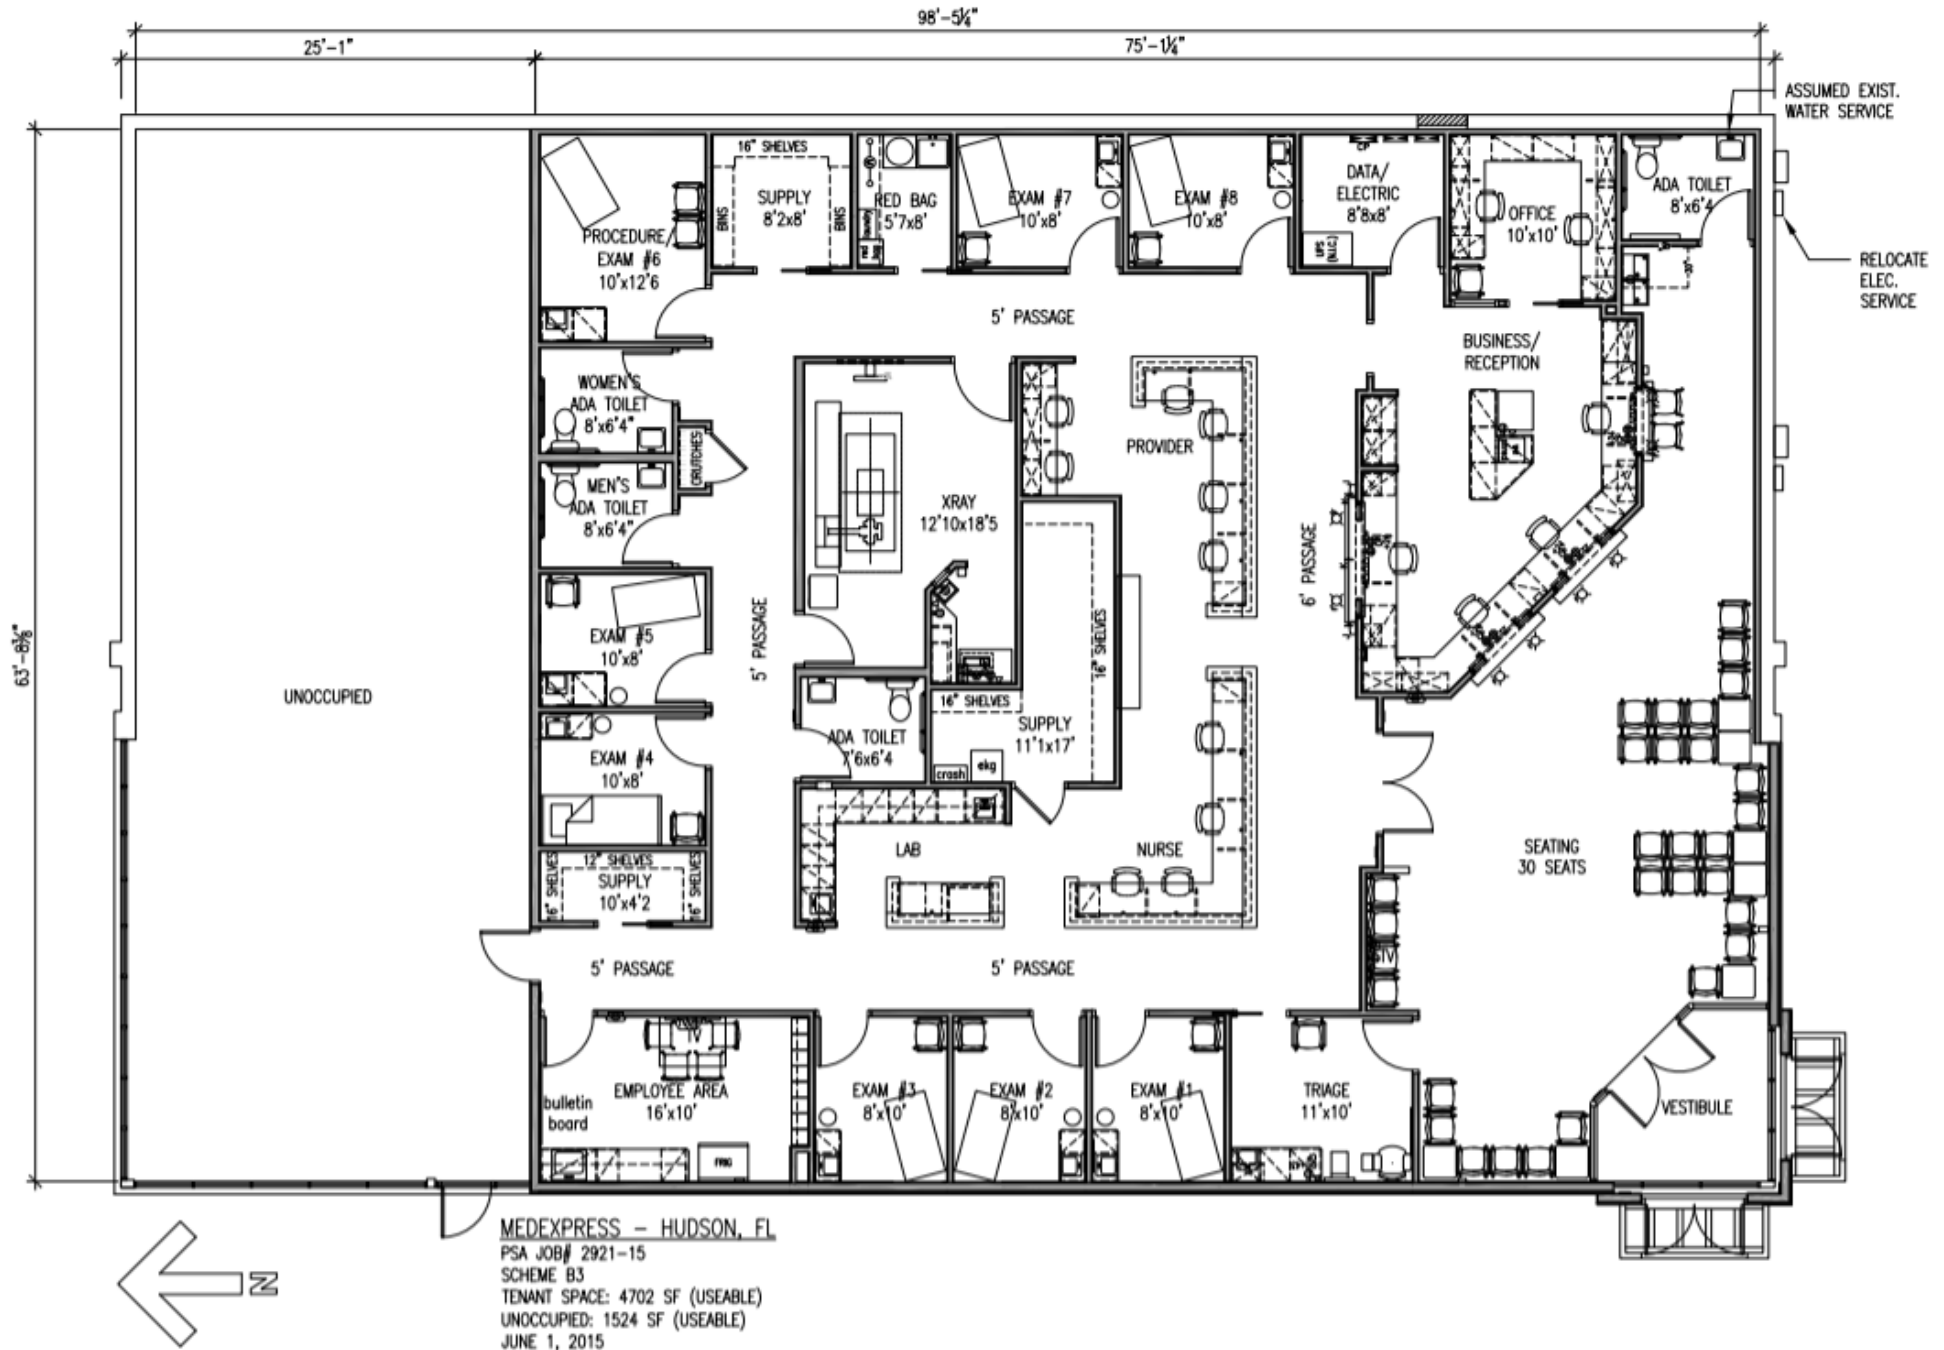 98'-5¼"
25'-1"
75'-1¼"
ASSUMED EXIST.
WATER SERVICE
RELOCATE
ELEC.
SERVICE
63'-8⅜"
UNOCCUPIED
PROCEDURE/
EXAM #6
10'x12'6
16" SHELVES
BINS
SUPPLY
8'2x8'
BINS
RED BAG
5'7x8'
EXAM #7
10'x8'
EXAM #8
10'x8'
CP
DATA/
ELECTRIC
8'8x8'
UPS
(N.I.C.)
OFFICE
10'x10'
ADA TOILET
8'x6'4
5' PASSAGE
BUSINESS/
RECEPTION
WOMEN'S
ADA TOILET
8'x6'4"
CRUTCHES
MEN'S
ADA TOILET
8'x6'4"
PROVIDER
XRAY
12'10x18'5
6' PASSAGE
5' PASSAGE
EXAM #5
10'x8'
16" SHELVES
16" SHELVES
SUPPLY
11'1x17'
crash
ekg
ADA TOILET
7'6x6'4
EXAM #4
10'x8'
LAB
NURSE
SEATING
30 SEATS
16" SHELVES
12" SHELVES
SUPPLY
10'x4'2
16" SHELVES
5' PASSAGE
5' PASSAGE
TV
TV
EMPLOYEE AREA
16'x10'
bulletin
board
FRIG
EXAM #3
8'x10'
EXAM #2
8'x10'
EXAM #1
8'x10'
TRIAGE
11'x10'
VESTIBULE
N
MEDEXPRESS – HUDSON, FL
PSA JOB# 2921-15
SCHEME B3
TENANT SPACE: 4702 SF (USEABLE)
UNOCCUPIED: 1524 SF (USEABLE)
JUNE 1, 2015